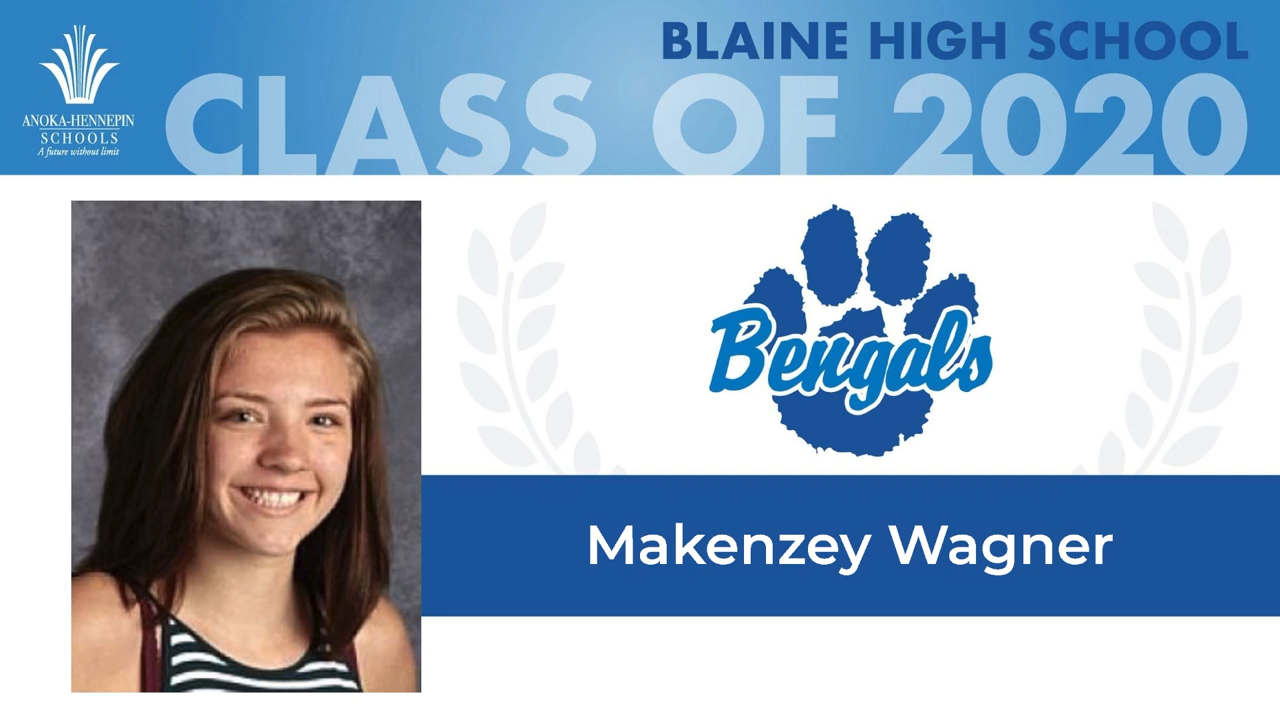 BLAINE HIGH SCHOOL
CLASS OF 2020
ANOKA-HENNEPIN
SCHOOLS
A future without limit
Bengals
Makenzey Wagner